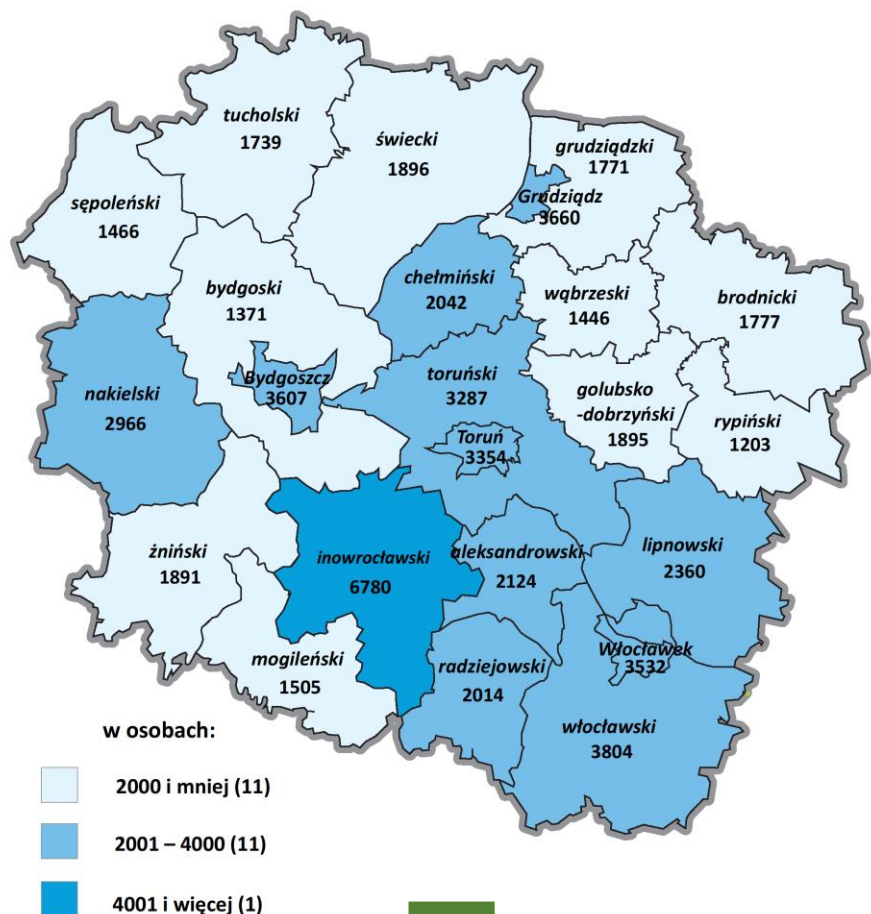 tucholski
1739
świecki
1896
grudziądzki
1771
Grudziądz
3660
sępoleński
1466
bydgoski
1371
chełmiński
2042
wąbrzeski
1446
brodnicki
1777
nakielski
2966
Bydgoszcz
3607
toruński
3287
golubsko
-dobrzyński
1895
rypiński
1203
Toruń
3354
żniński
1891
inowrocławski
6780
aleksandrowski
2124
lipnowski
2360
mogileński
1505
radziejowski
2014
Włocławek
3532
włocławski
3804
w osobach:
2000 i mniej (11)
2001 – 4000 (11)
4001 i więcej (1)